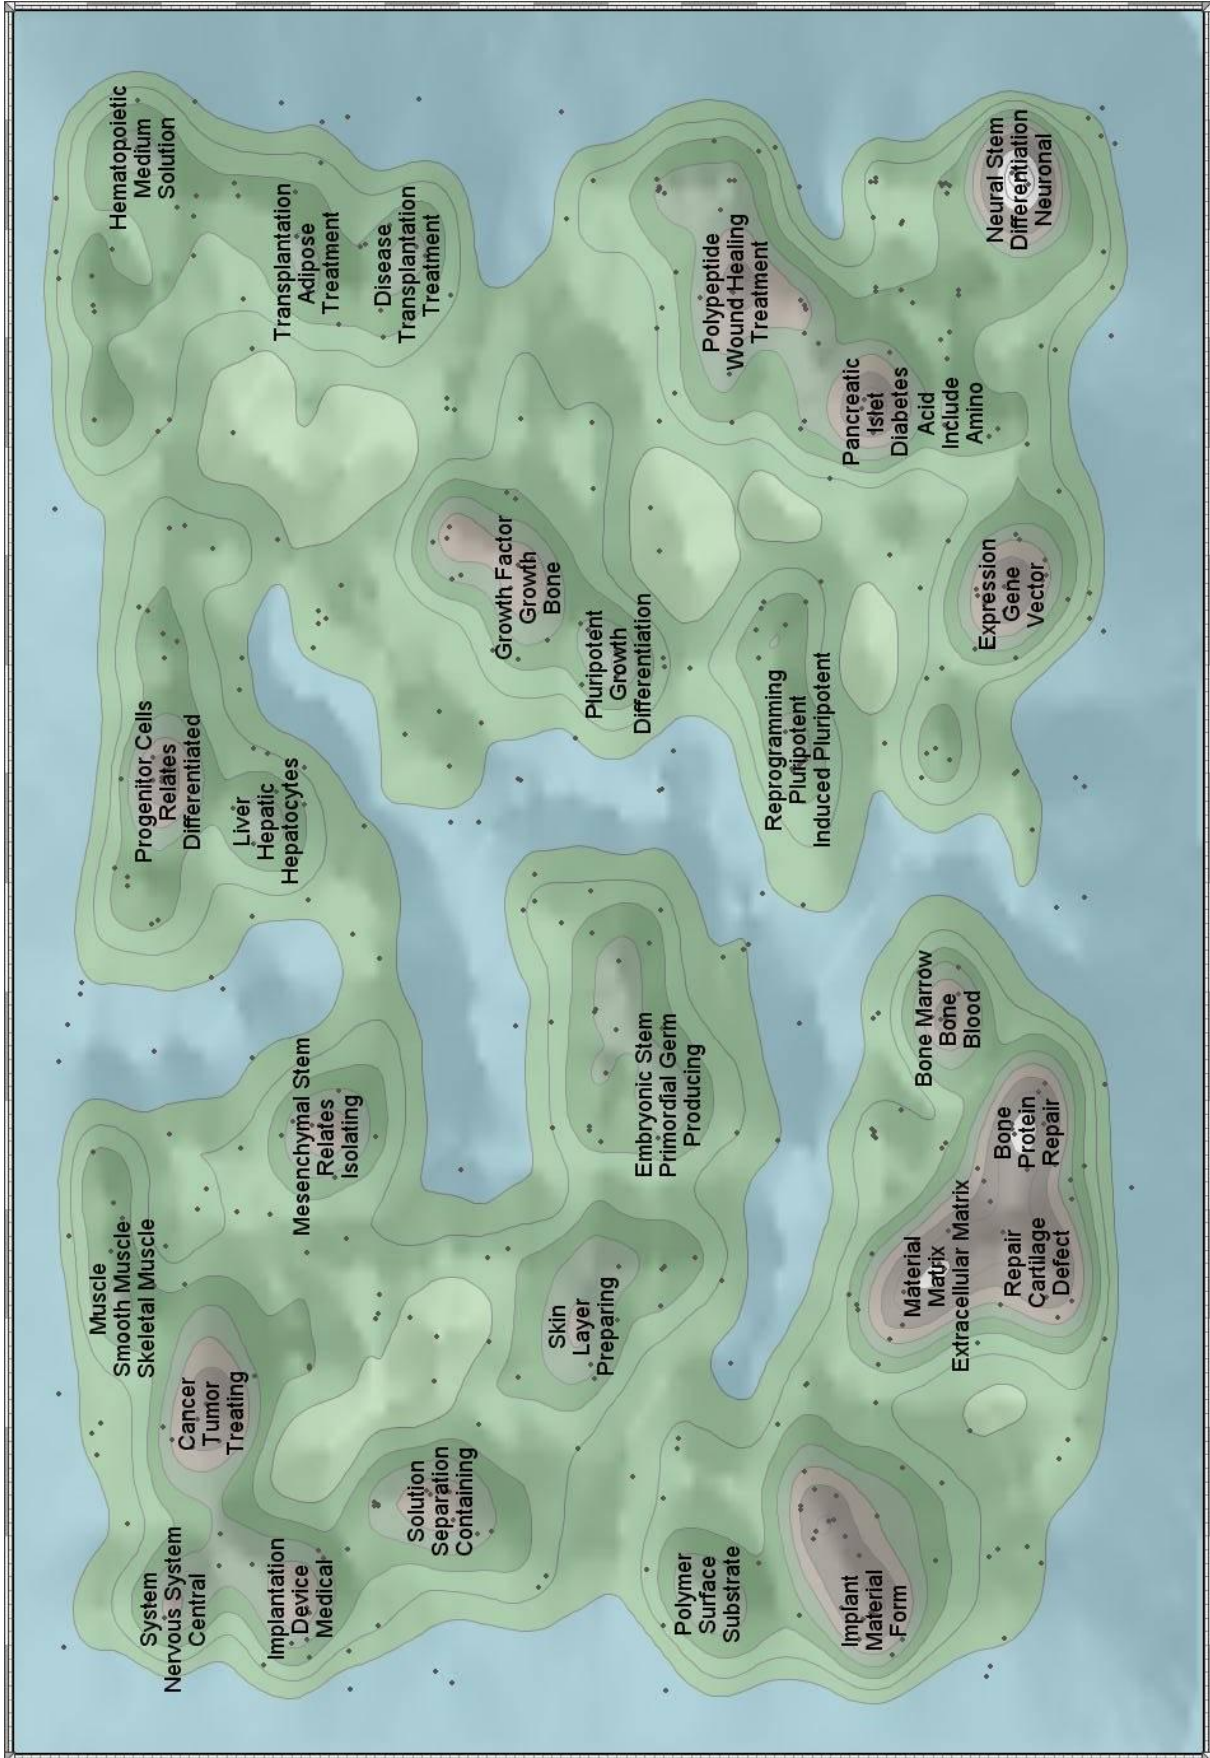 Hematopoietic
Medium
Solution
Transplantation
Adipose
Treatment
Disease
Transplantation
Treatment
Polypeptide
Wound Healing
Treatment
Neural Stem
Differentiation
Neuronal
Pancreatic
Islet
Diabetes
Acid
Include
Amino
Growth Factor
Growth
Bone
Pluripotent
Growth
Differentiation
Expression
Gene
Vector
Reprogramming
Pluripotent
Induced Pluripotent
Progenitor Cells
Relates
Differentiated
Liver
Hepatic
Hepatocytes
Mesenchymal Stem
Relates
Isolating
Embryonic Stem
Primordial Germ
Producing
Bone Marrow
Bone
Blood
Bone
Protein
Repair
Material
Matrix
Extracellular Matrix
Repair
Cartilage
Defect
Muscle
Smooth Muscle
Skeletal Muscle
Skin
Layer
Preparing
Cancer
Tumor
Treating
Solution
Separation
Containing
System
Nervous System
Central
Implantation
Device
Medical
Polymer
Surface
Substrate
Implant
Material
Form